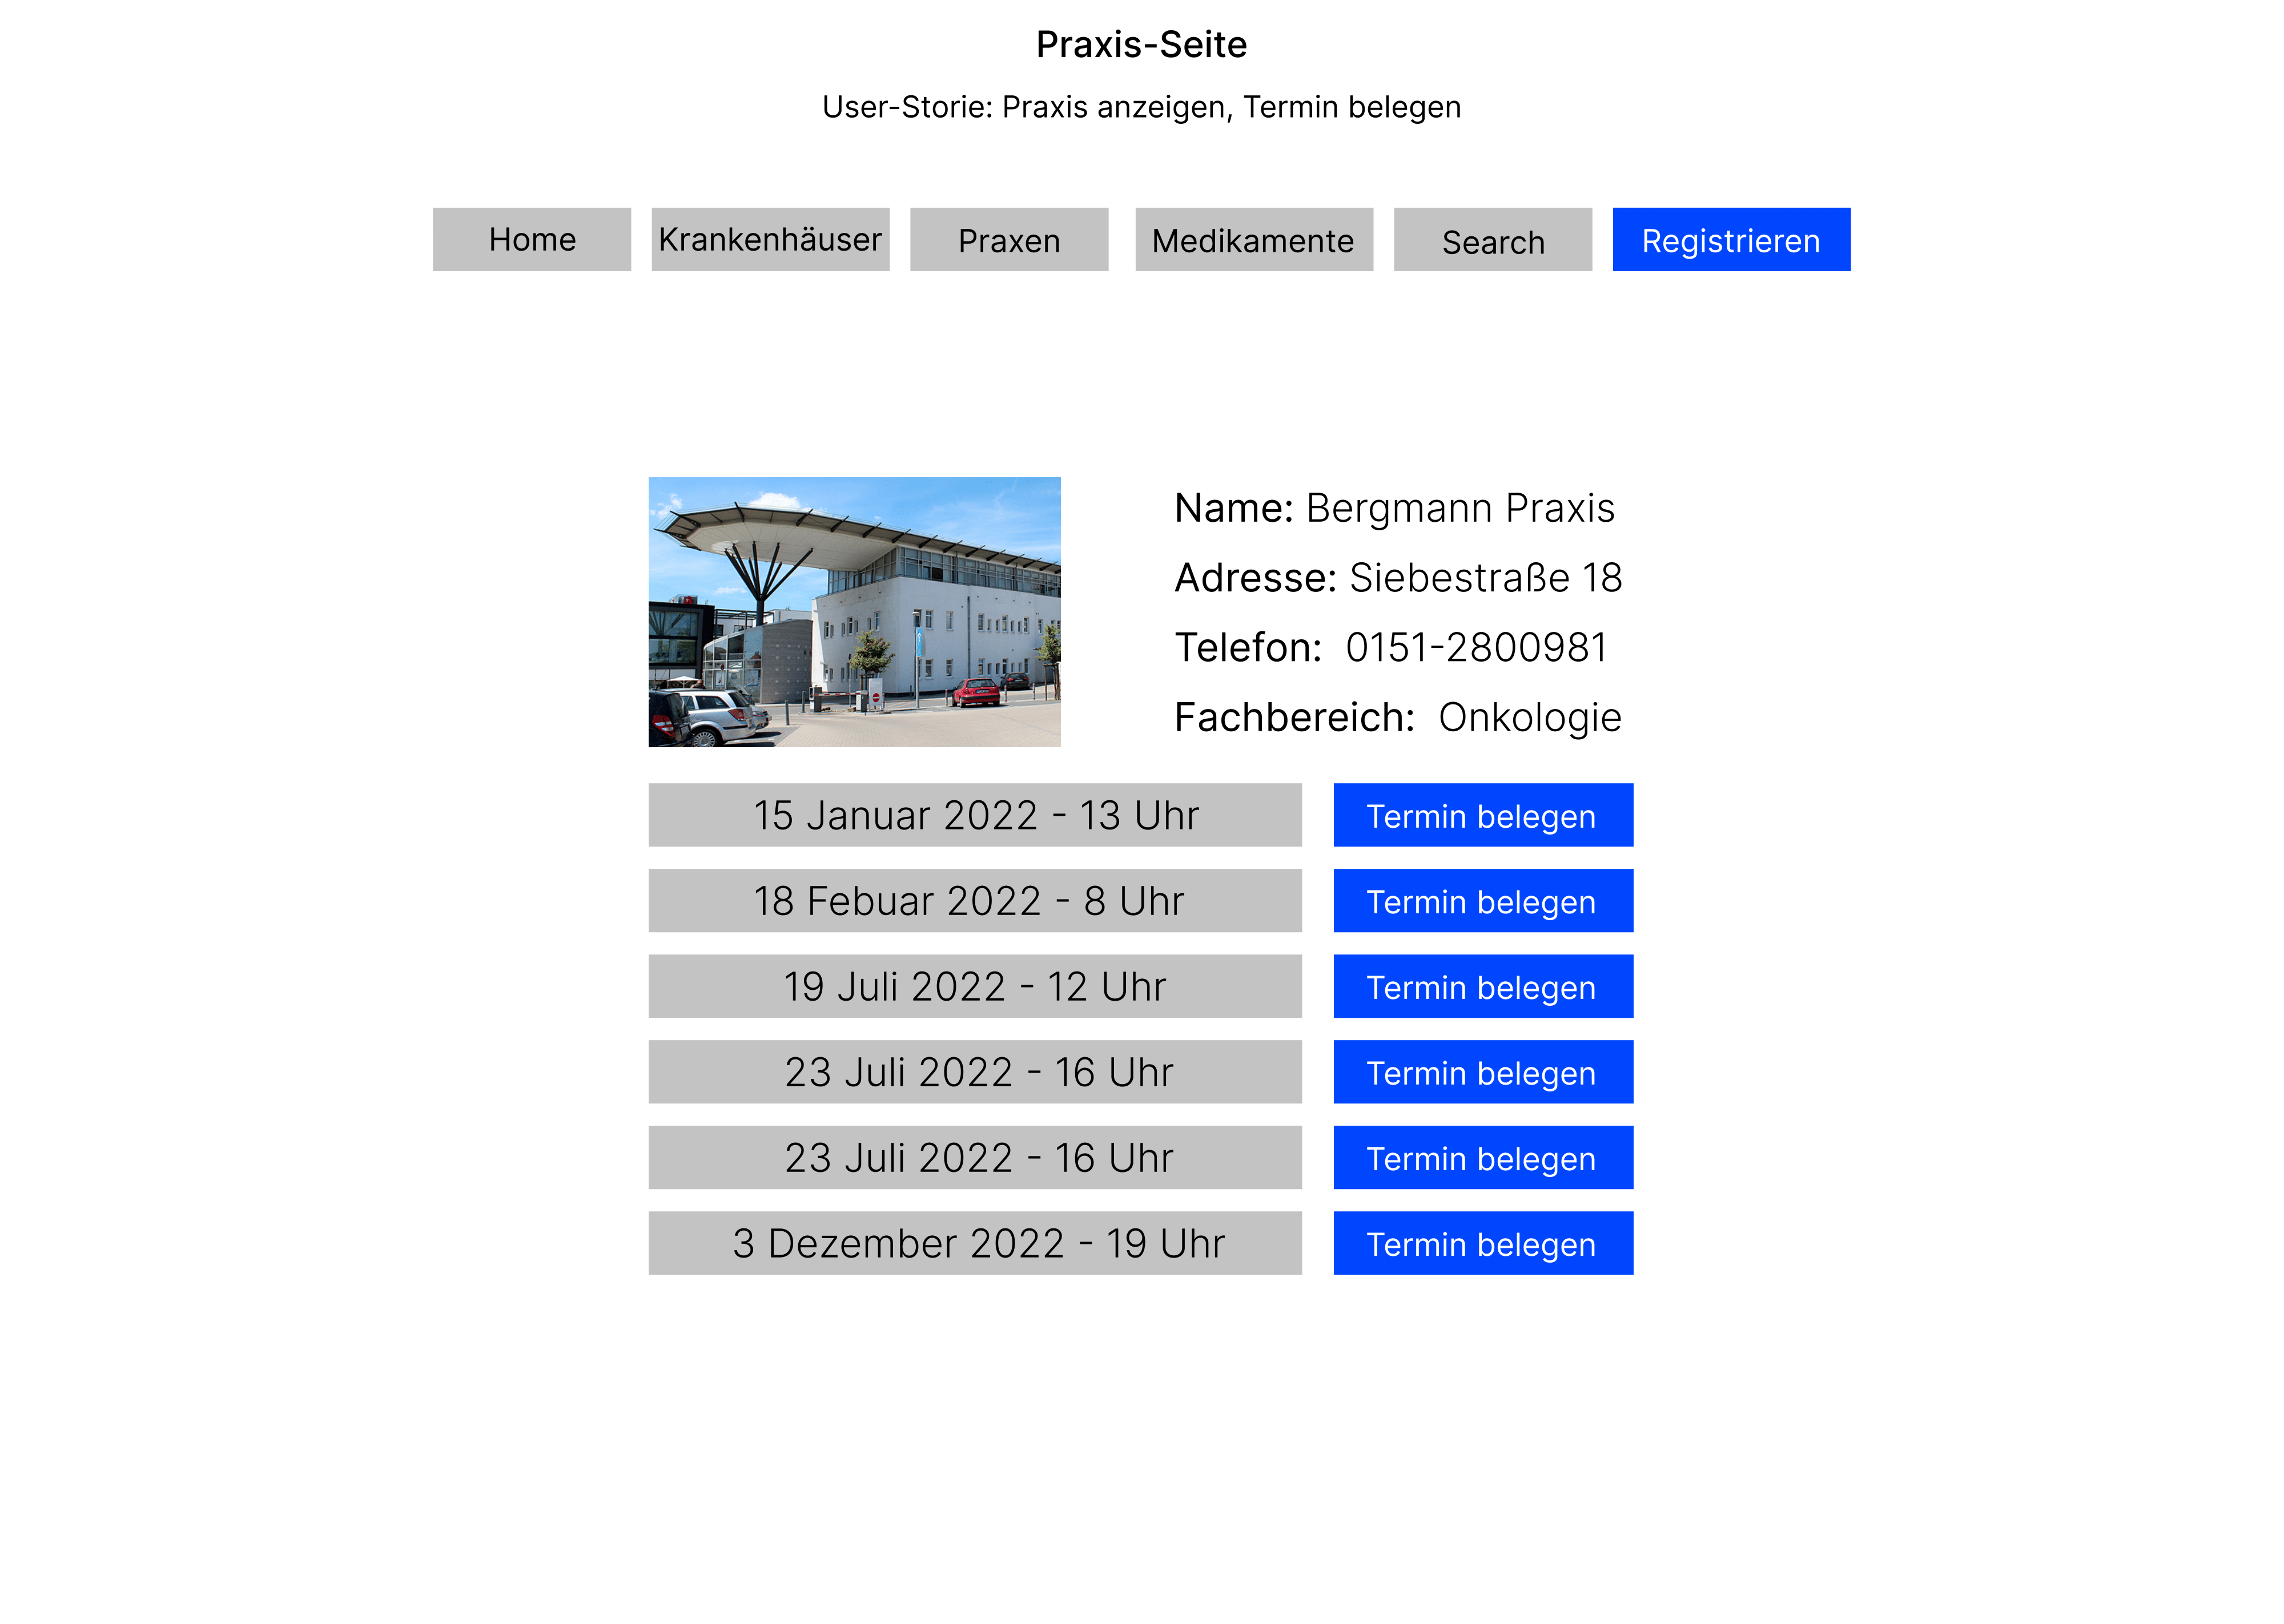 Praxis-Seite
User-Storie: Praxis anzeigen, Termin belegen
Home Krankenhäuser Praxen Medikamente Search Registrieren
Name: Bergmann Praxis
Adresse: Siebestraße 18
Telefon: 0151-2800981
Fachbereich: Onkologie
15 Januar 2022 - 13 Uhr Termin belegen
18 Febuar 2022 - 8 Uhr Termin belegen
19 Juli 2022 - 12 Uhr Termin belegen
23 Juli 2022 - 16 Uhr Termin belegen
23 Juli 2022 - 16 Uhr Termin belegen
3 Dezember 2022 - 19 Uhr Termin belegen